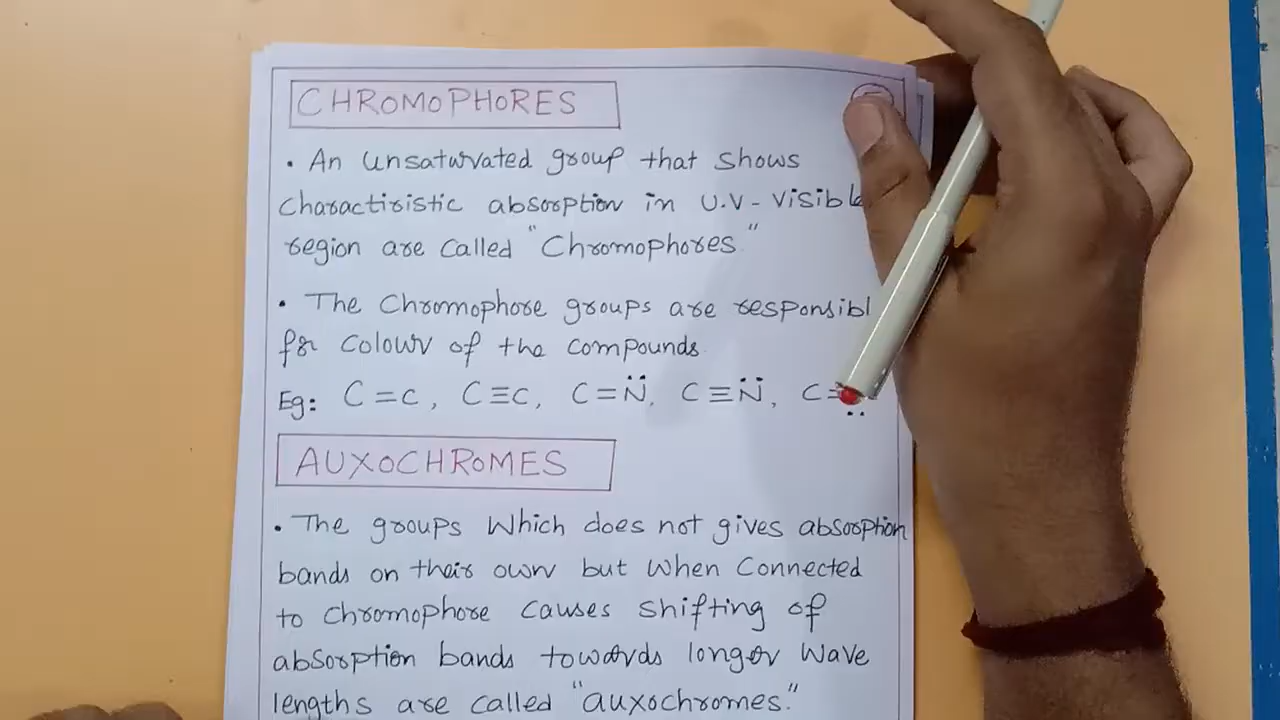 CHROMOPHORES
• An unsaturated group that shows
charactiristic absorption in U.V - Visible
region are called "Chromophores"
• The Chromophore groups are responsibl
for colour of the compounds.
Eg: C=C, C≡C, C=N̈, C≡N̈, C=
AUXOCHROMES
• The groups which does not gives absorption
bands on their own but when connected
to chromophore causes shifting of
absorption bands towards longer wave
lengths are called "auxochromes."